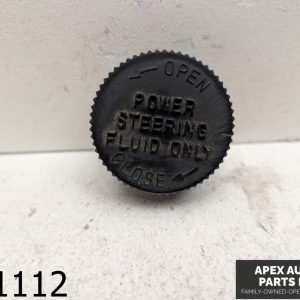 OPEN
POWER
STEERING
FLUID ONLY
CLOSE
1112
APEX AU
PARTS
FAMILY-OWNED-OPE